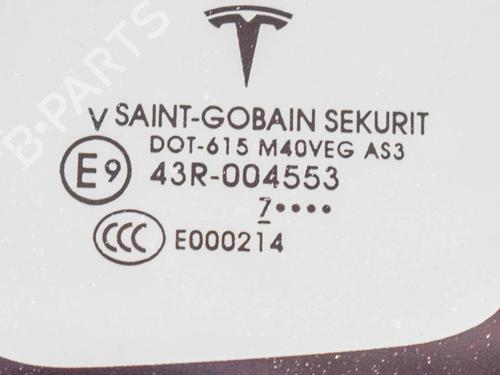 B-PARTS
V SAINT-GOBAIN SEKURIT
DOT-615 M40VEG AS3
E9 43R-004553
7••••
CCC E000214